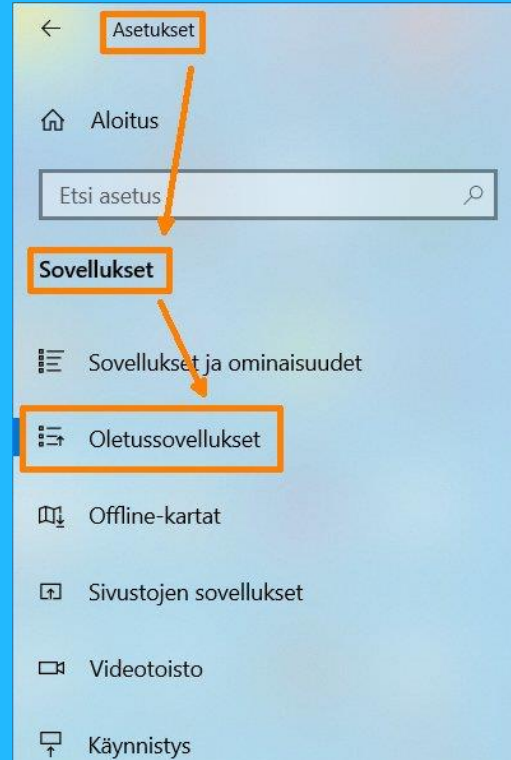 Asetukset
Aloitus
Etsi asetus
Sovellukset
Sovellukset ja ominaisuudet
Oletussovellukset
Offline-kartat
Sivustojen sovellukset
Videotoisto
Käynnistys